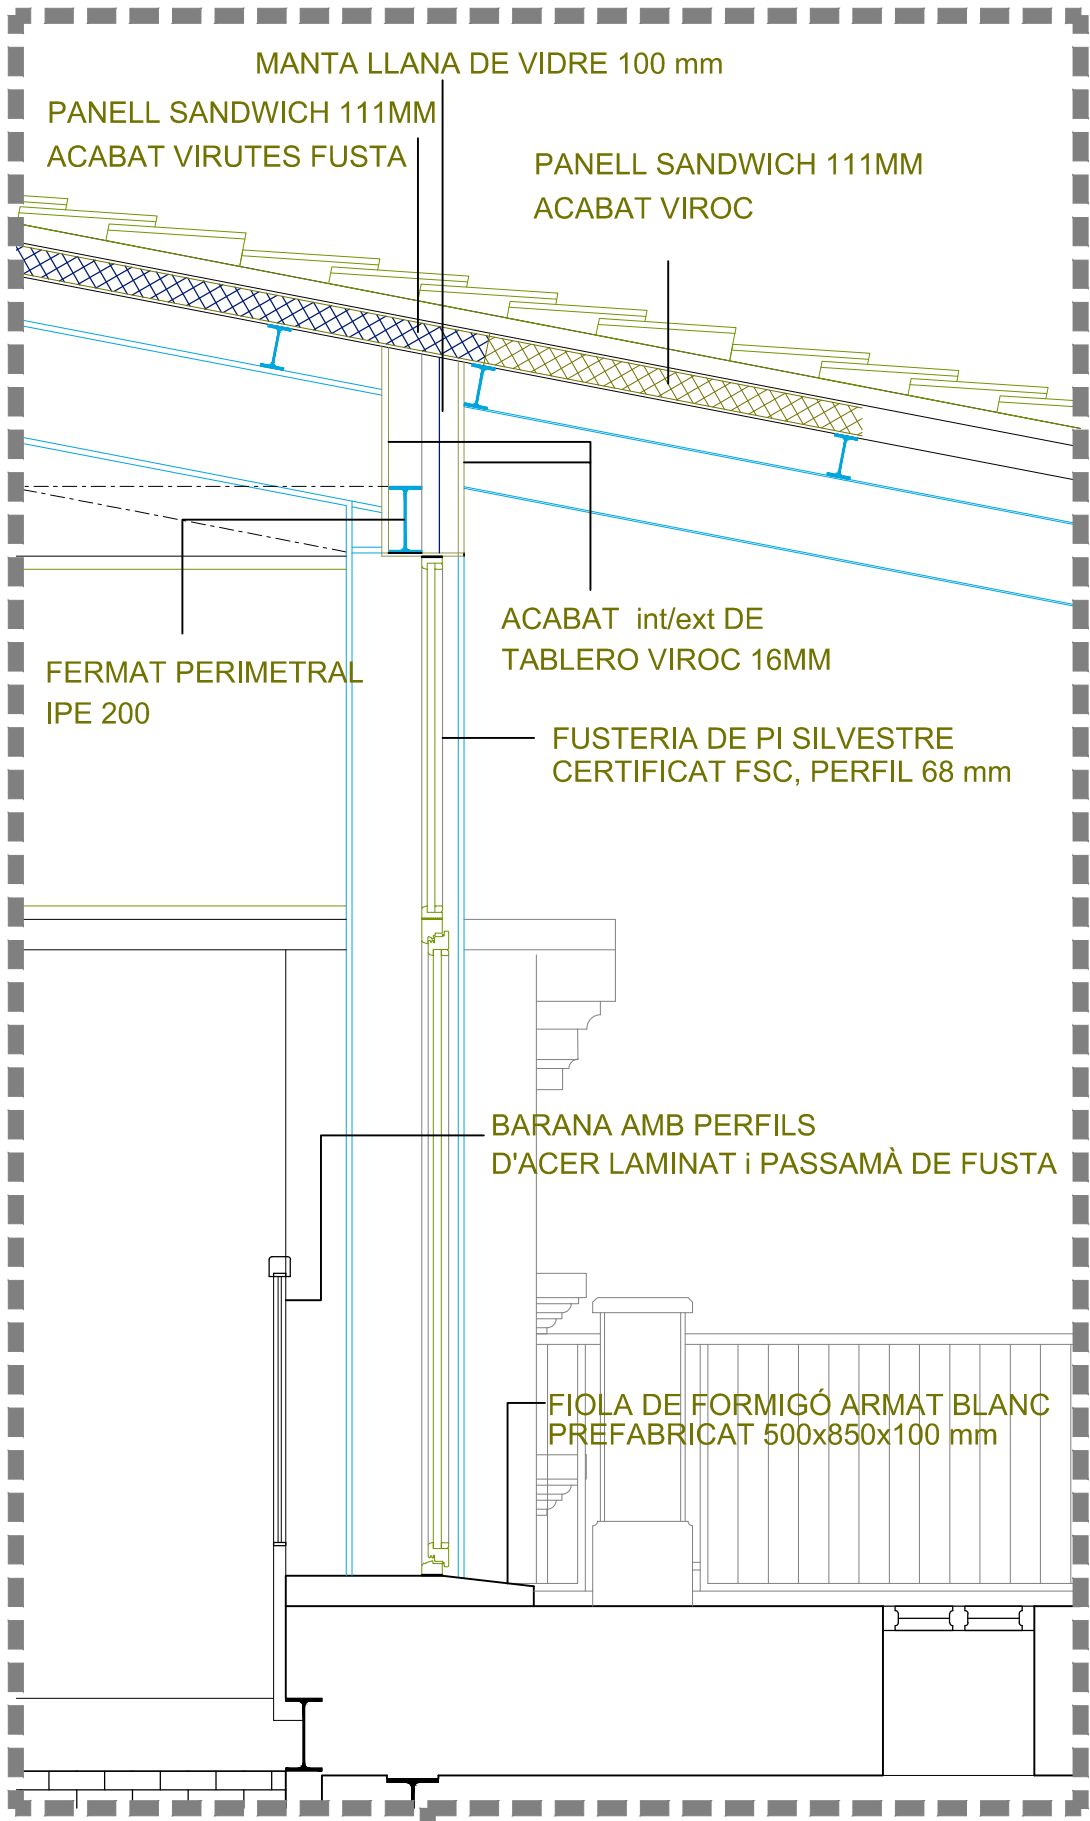 MANTA LLANA DE VIDRE 100 mm
PANELL SANDWICH 111MM
ACABAT VIRUTES FUSTA
PANELL SANDWICH 111MM
ACABAT VIROC
ACABAT int/ext DE
TABLERO VIROC 16MM
FERMAT PERIMETRAL
IPE 200
FUSTERIA DE PI SILVESTRE
CERTIFICAT FSC, PERFIL 68 mm
BARANA AMB PERFILS
D'ACER LAMINAT i PASSAMÀ DE FUSTA
FIOLA DE FORMIGÓ ARMAT BLANC
PREFABRICAT 500x850x100 mm